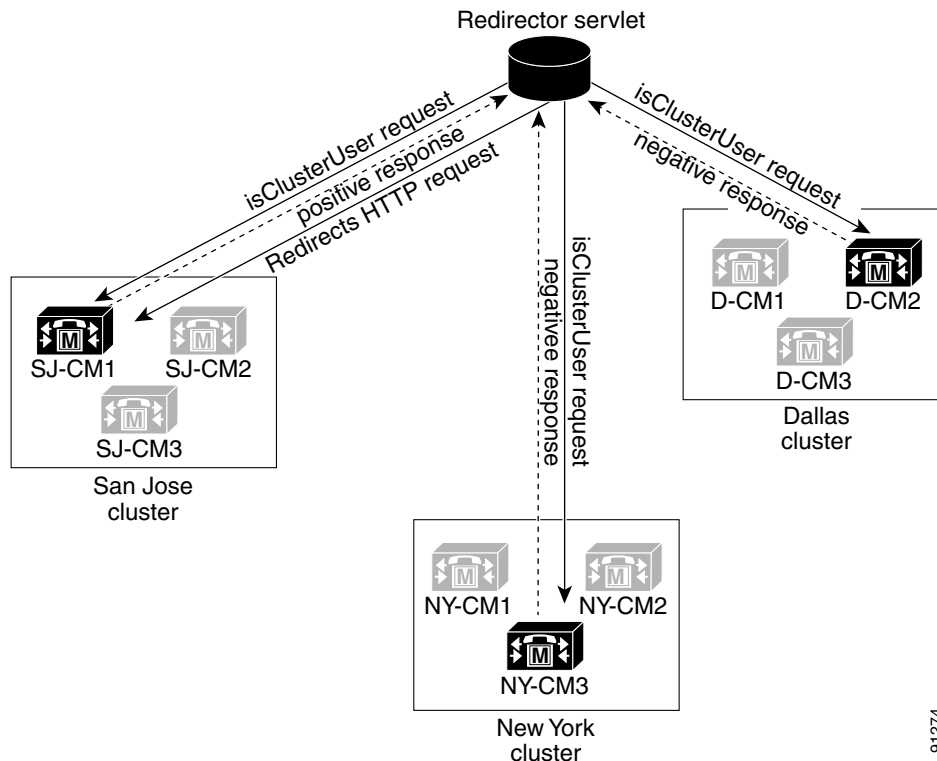 Redirector servlet
isClusterUser request
positive response
Redirects HTTP request
isClusterUser request
negativee response
isClusterUser request
negative response
M
SJ-CM1
M
SJ-CM2
M
SJ-CM3
San Jose
cluster
M
D-CM1
M
D-CM2
M
D-CM3
Dallas
cluster
M
NY-CM1
M
NY-CM2
M
NY-CM3
New York
cluster
91274